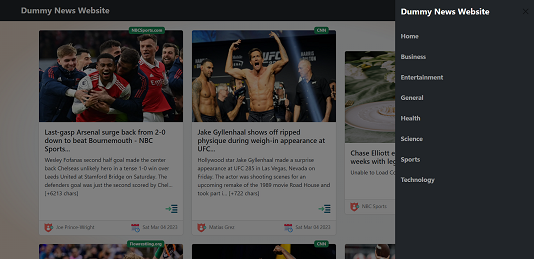 Dummy News Website
NBCSports.com
Last-gasp Arsenal surge back from 2-0
down to beat Bournemouth - NBC
Sports...
Wesley Fofanas second half goal made the center
back Chelseas unlikely hero in a tense 1-0 win over
Leeds United at Stamford Bridge on Saturday. The
defenders goal was just the second scored by Chel...
[+6213 chars]
Joe Prince-Wright
Sat Mar 04 2023
CNN
Jake Gyllenhaal shows off ripped
physique during weigh-in appearance at
UFC...
Hollywood star Jake Gyllenhaal made a surprise
appearance at UFC 285 in Las Vegas, Nevada on
Friday. The actor was shooting scenes for an
upcoming remake of the 1989 movie Road House and
took part i... [+722 chars]
Matias Grez
Sat Mar 04 2023
Chase Elliott
weeks with leg
Unable to Load Co
NBC Sports
CNN
Dummy News Website
×
Home
Business
Entertainment
General
Health
Science
Sports
Technology